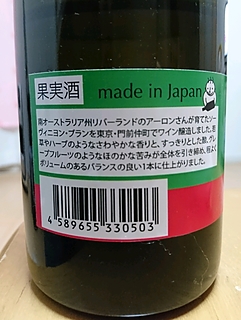 果実酒 made in Japan
南オーストラリア州リバーランドのアーロンさんが育てたソー
ヴィニヨン・ブランを東京・門前仲町でワイン醸造しました。若
草やハーブのようなさわやかな香りと、すっきりとした酸、グレ
ープフルーツのようなほのかな苦みが全体を引き締め、程よく
ボリュームのあるバランスの良い1本に仕上がりました。
4 589655 330503